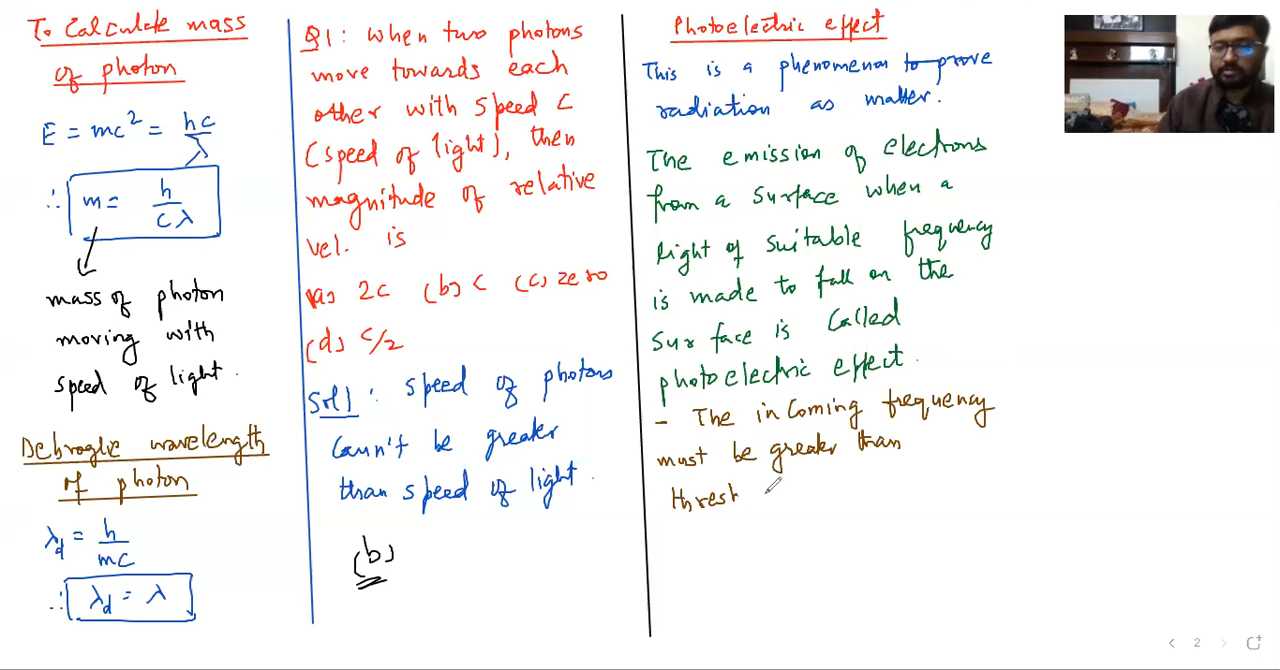 To Calculate mass
of photon
E = mc² = hc/λ
∴ m = h/cλ
mass of photon
moving with
speed of light.
Debroglie wavelength
of photon
λd = h/mc
∴ λd = λ
Q1: when two photons
move towards each
other with speed c
(speed of light), then
magnitude of relative
vel. is
(a) 2c (b) c (c) zero
(d) c/2
Sol1: speed of photons
Cann't be greater
than speed of light.
(b)
Photoelectric effect
This is a phenomenon to prove
radiation as matter.
The emission of electrons
from a surface when a
light of suitable frequency
is made to fall on the
surface is called
photoelectric effect.
- The incoming frequency
must be greater than
thresh
< 2 >